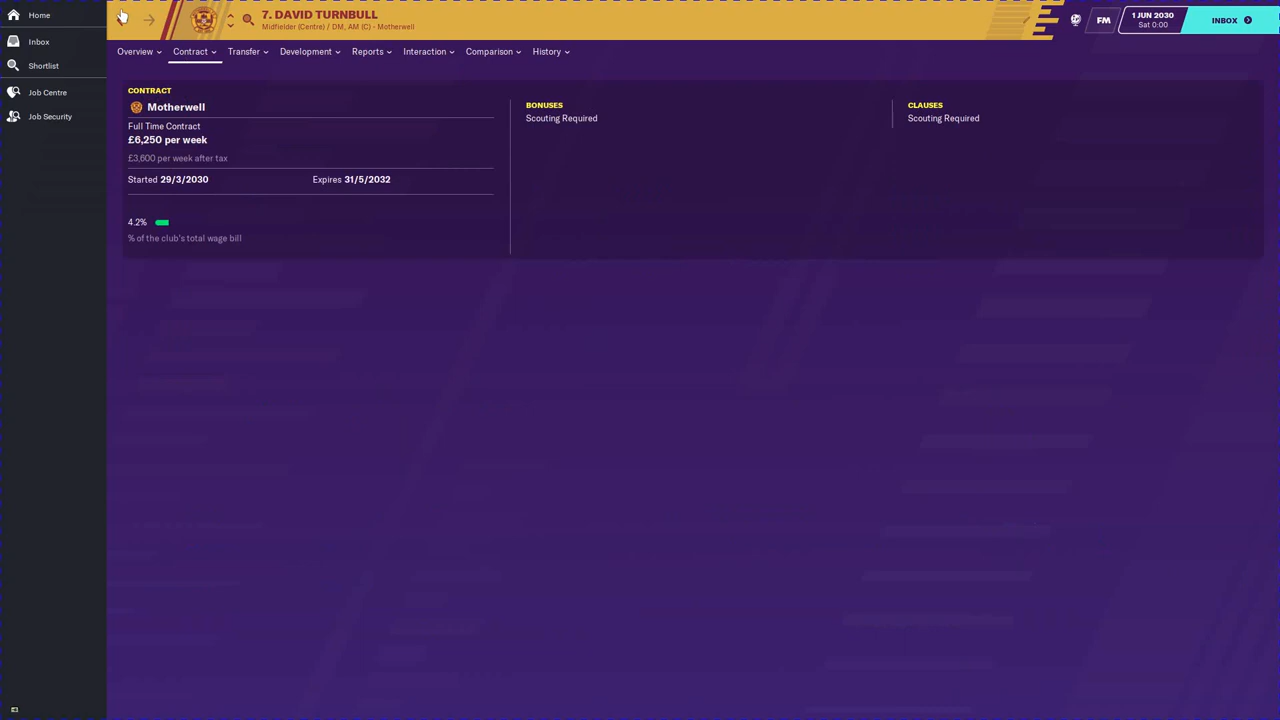 Home
Inbox
Shortlist
Job Centre
Job Security
7. DAVID TURNBULL
Midfielder (Centre) / DM, AM (C) - Motherwell
FM
1 JUN 2030
Sat 0:00
INBOX
Overview
Contract
Transfer
Development
Reports
Interaction
Comparison
History
CONTRACT
Motherwell
Full Time Contract
£6,250 per week
£3,600 per week after tax
Started 29/3/2030
Expires 31/5/2032
4.2%
% of the club's total wage bill
BONUSES
Scouting Required
CLAUSES
Scouting Required